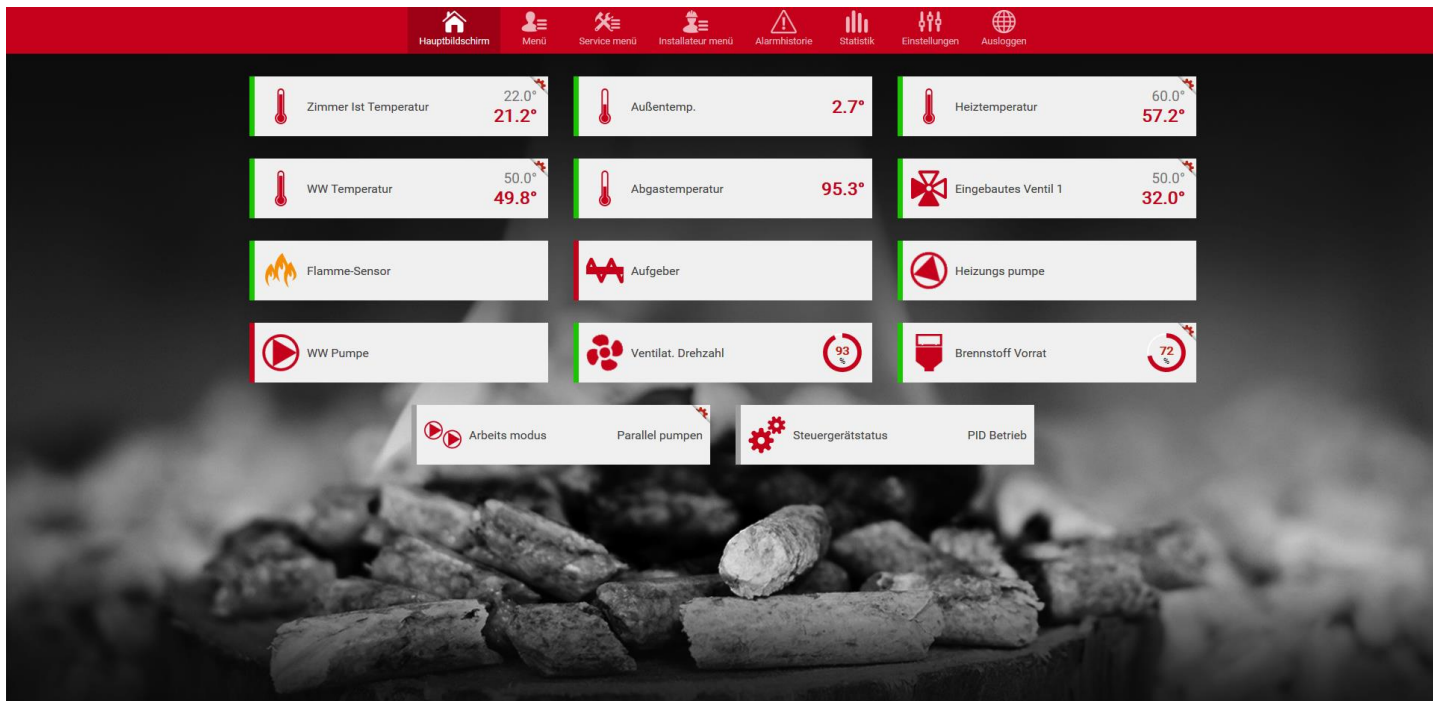 Hauptbildschirm
Menü
Service menü
Installateur menü
Alarmhistorie
Statistik
Einstellungen
Ausloggen
Zimmer Ist Temperatur
22.0°
21.2°
Außentemp.
2.7°
Heiztemperatur
60.0°
57.2°
WW Temperatur
50.0°
49.8°
Abgastemperatur
95.3°
Eingebautes Ventil 1
50.0°
32.0°
Flamme-Sensor
Aufgeber
Heizungs pumpe
WW Pumpe
Ventilat. Drehzahl
93
%
Brennstoff Vorrat
72
%
Arbeits modus
Parallel pumpen
Steuergerätstatus
PID Betrieb